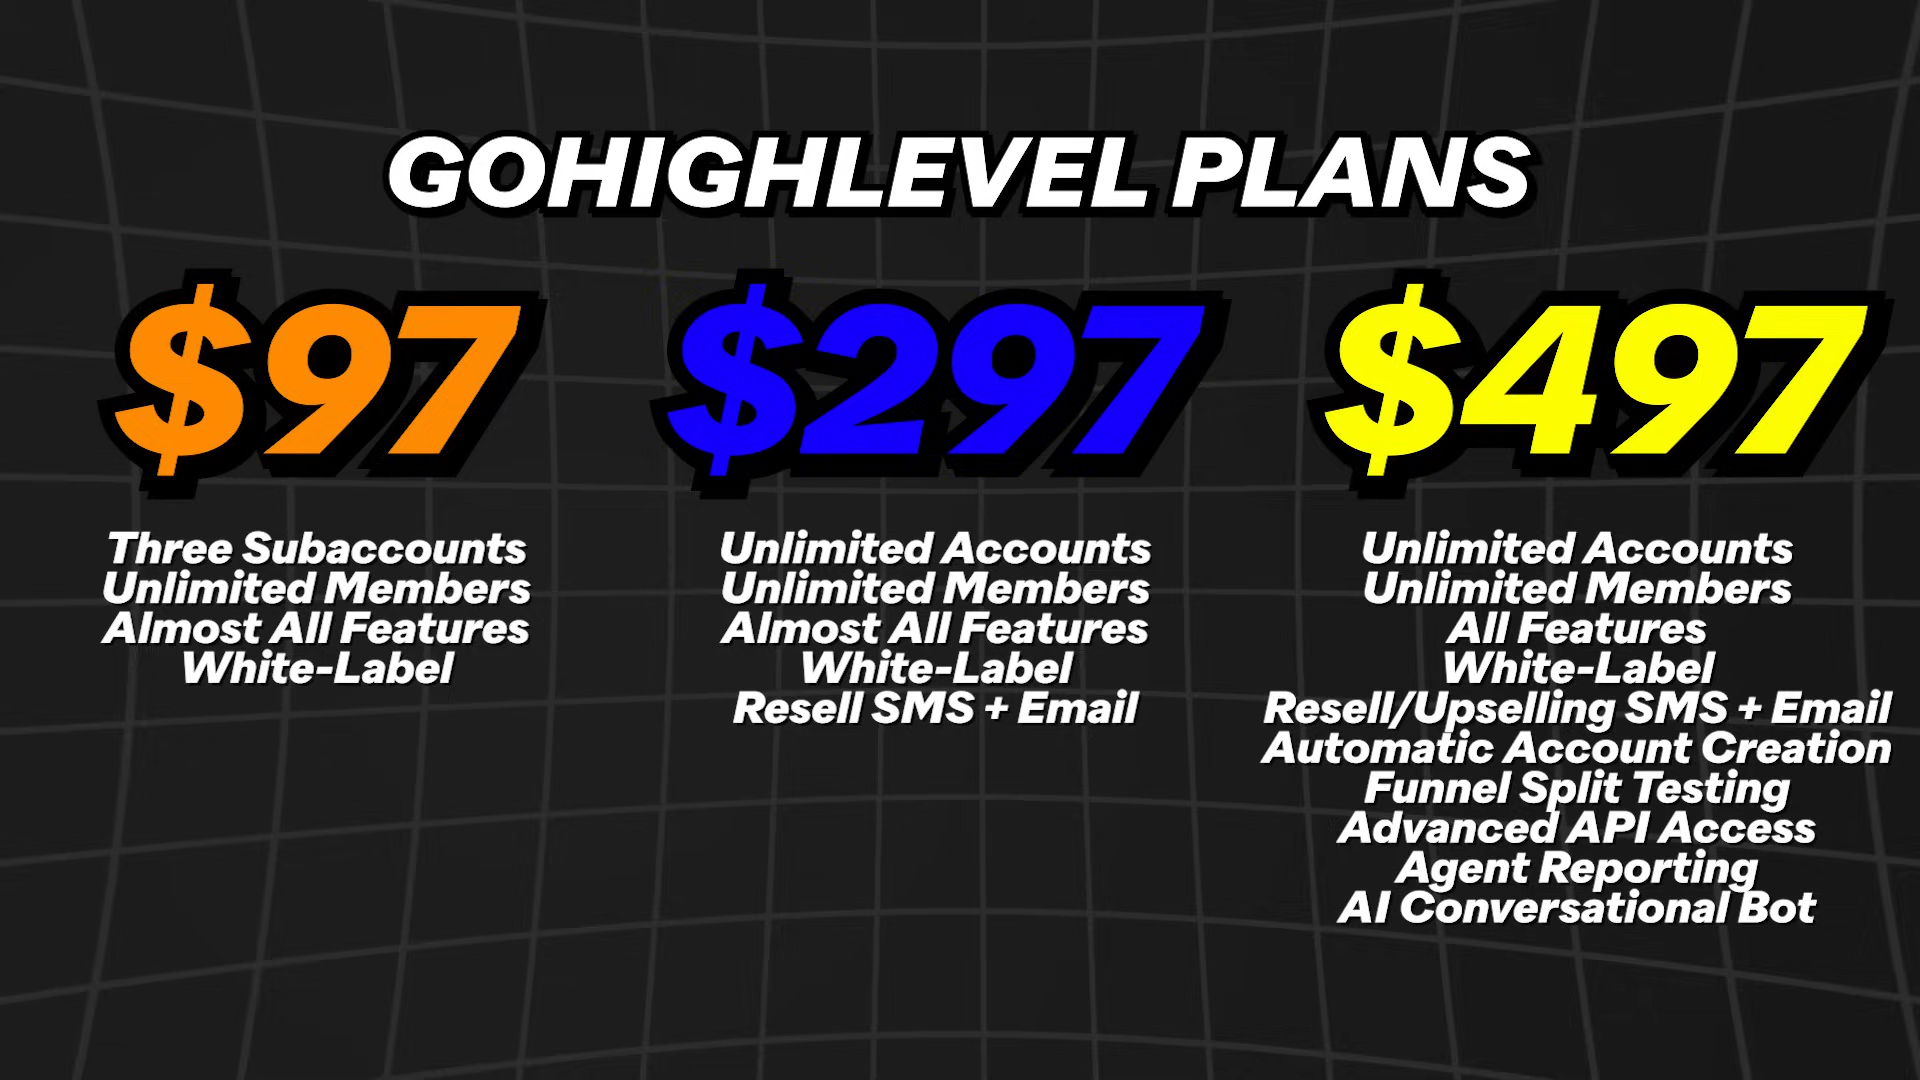 GOHIGHLEVEL PLANS
$97
Three Subaccounts
Unlimited Members
Almost All Features
White-Label
$297
Unlimited Accounts
Unlimited Members
Almost All Features
White-Label
Resell SMS + Email
$497
Unlimited Accounts
Unlimited Members
All Features
White-Label
Resell/Upselling SMS + Email
Automatic Account Creation
Funnel Split Testing
Advanced API Access
Agent Reporting
AI Conversational Bot